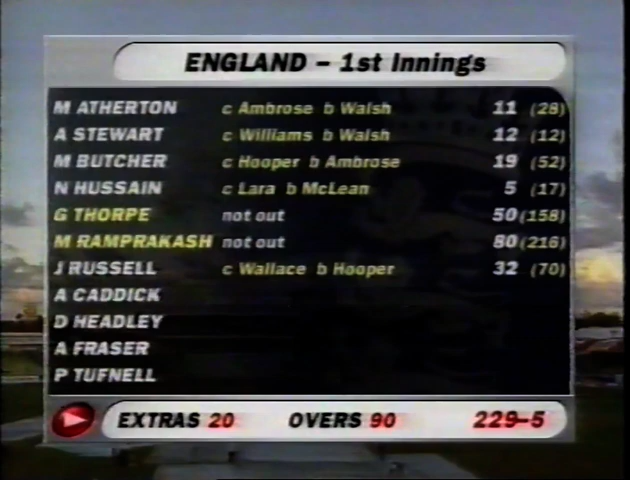 ENGLAND – 1st Innings
M ATHERTON c Ambrose b Walsh 11 (28)
A STEWART c Williams b Walsh 12 (12)
M BUTCHER c Hooper b Ambrose 19 (52)
N HUSSAIN c Lara b McLean 5 (17)
G THORPE not out 50 (158)
M RAMPRAKASH not out 80 (216)
J RUSSELL c Wallace b Hooper 32 (70)
A CADDICK
D HEADLEY
A FRASER
P TUFNELL
EXTRAS 20 OVERS 90 229–5